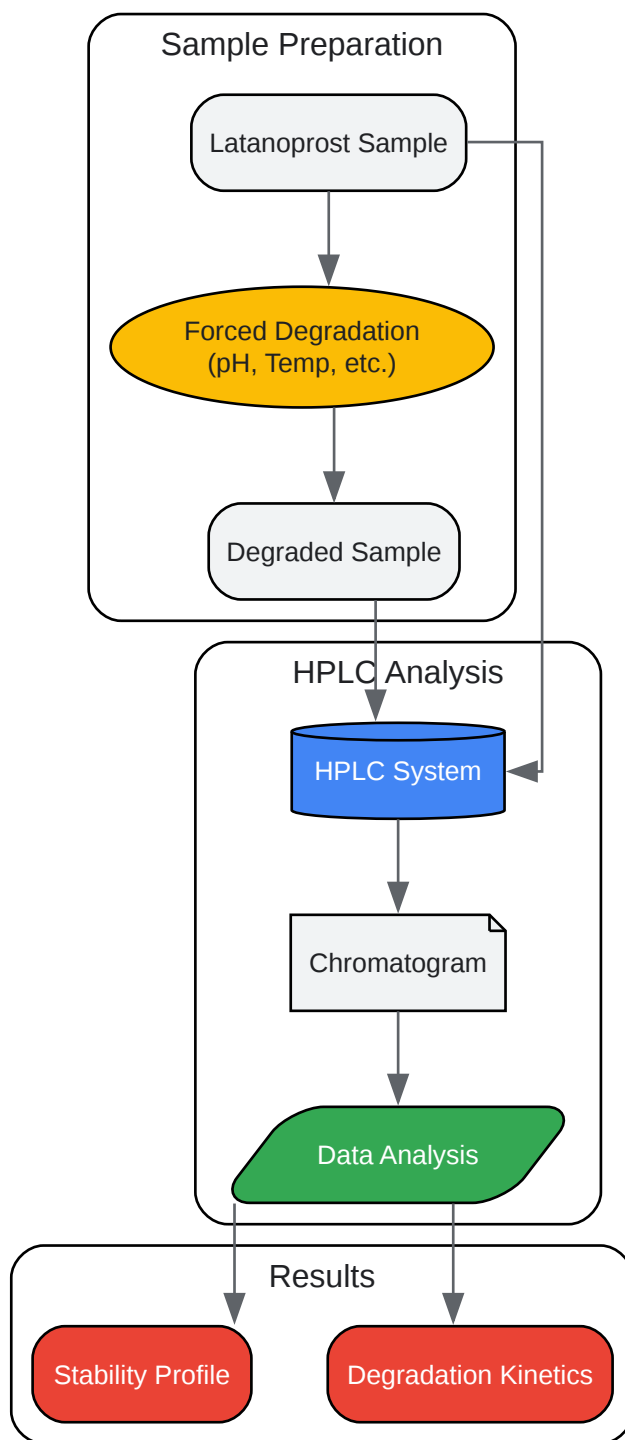 Sample Preparation
Latanoprost Sample
Forced Degradation
(pH, Temp, etc.)
Degraded Sample
HPLC Analysis
HPLC System
Chromatogram
Data Analysis
Results
Stability Profile
Degradation Kinetics